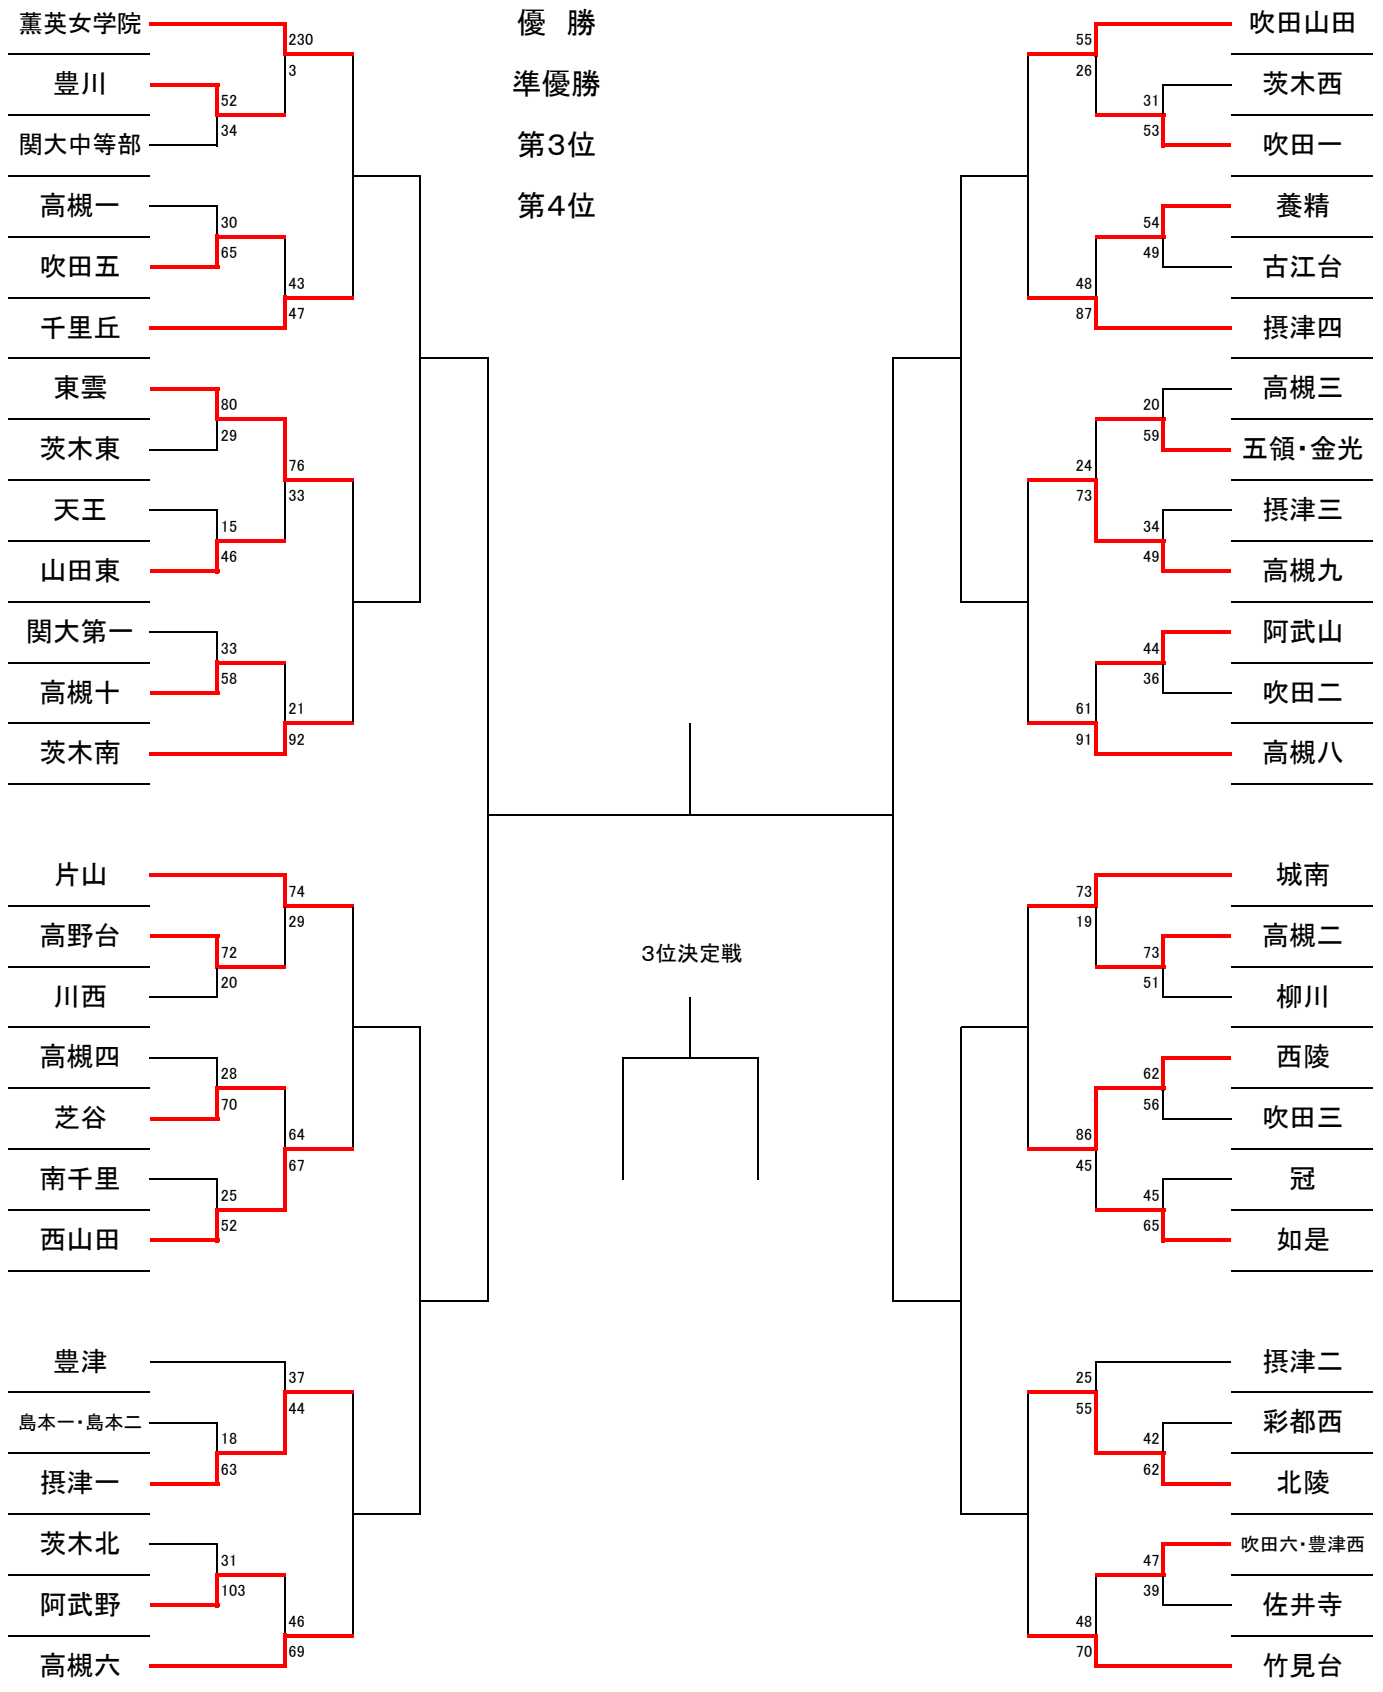 薫英女学院
230
3
豊川
52
34
関大中等部
高槻一
30
65
吹田五
43
47
千里丘
東雲
80
29
茨木東
76
33
天王
15
46
山田東
関大第一
33
58
高槻十
21
92
茨木南
片山
74
29
高野台
72
20
川西
高槻四
28
70
芝谷
64
67
南千里
25
52
西山田
豊津
37
44
島本一・島本二
18
63
摂津一
茨木北
31
103
阿武野
46
69
高槻六
優 勝
準優勝
第3位
第4位
3位決定戦
吹田山田
55
26
茨木西
31
53
吹田一
養精
54
49
古江台
48
87
摂津四
高槻三
20
59
五領・金光
24
73
摂津三
34
49
高槻九
阿武山
44
36
吹田二
61
91
高槻八
城南
73
19
高槻二
73
51
柳川
西陵
62
56
吹田三
86
45
冠
45
65
如是
摂津二
25
55
彩都西
42
62
北陵
吹田六・豊津西
47
39
佐井寺
48
70
竹見台